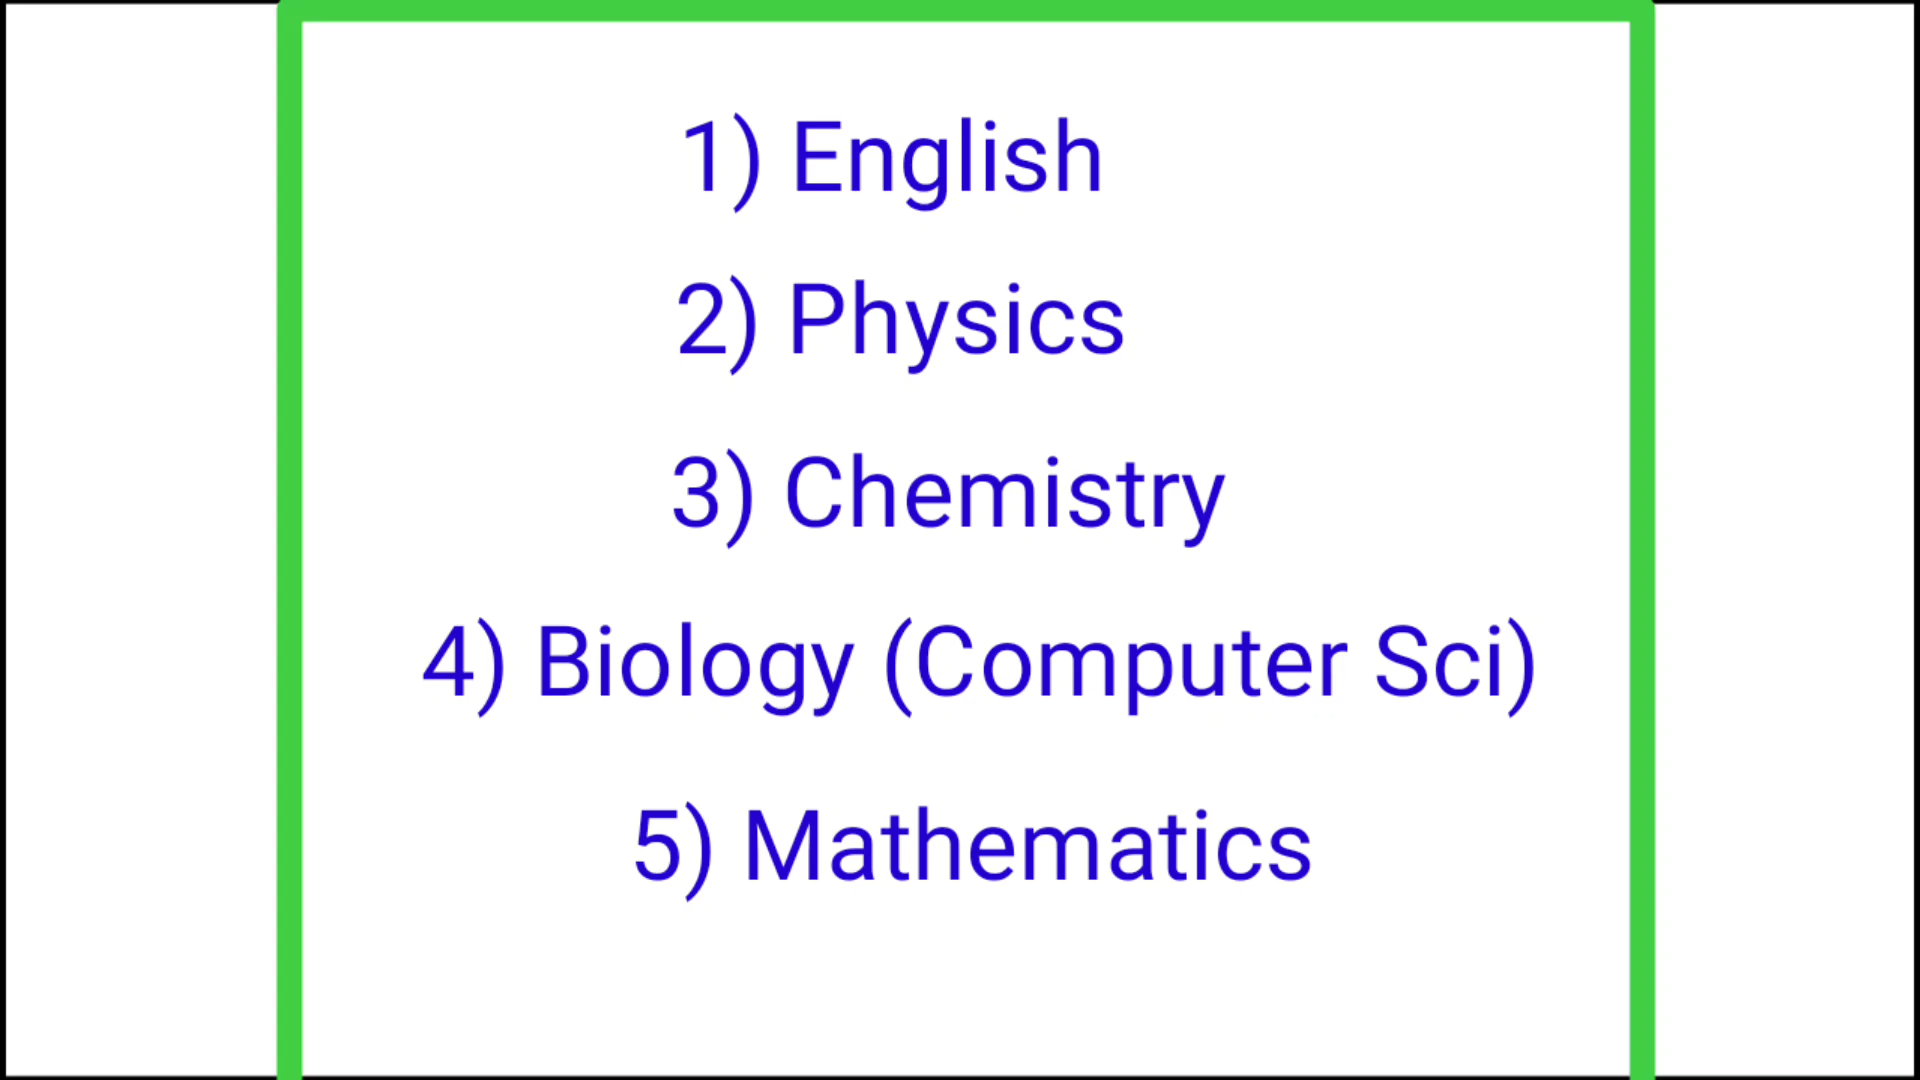 1) English
2) Physics
3) Chemistry
4) Biology (Computer Sci)
5) Mathematics